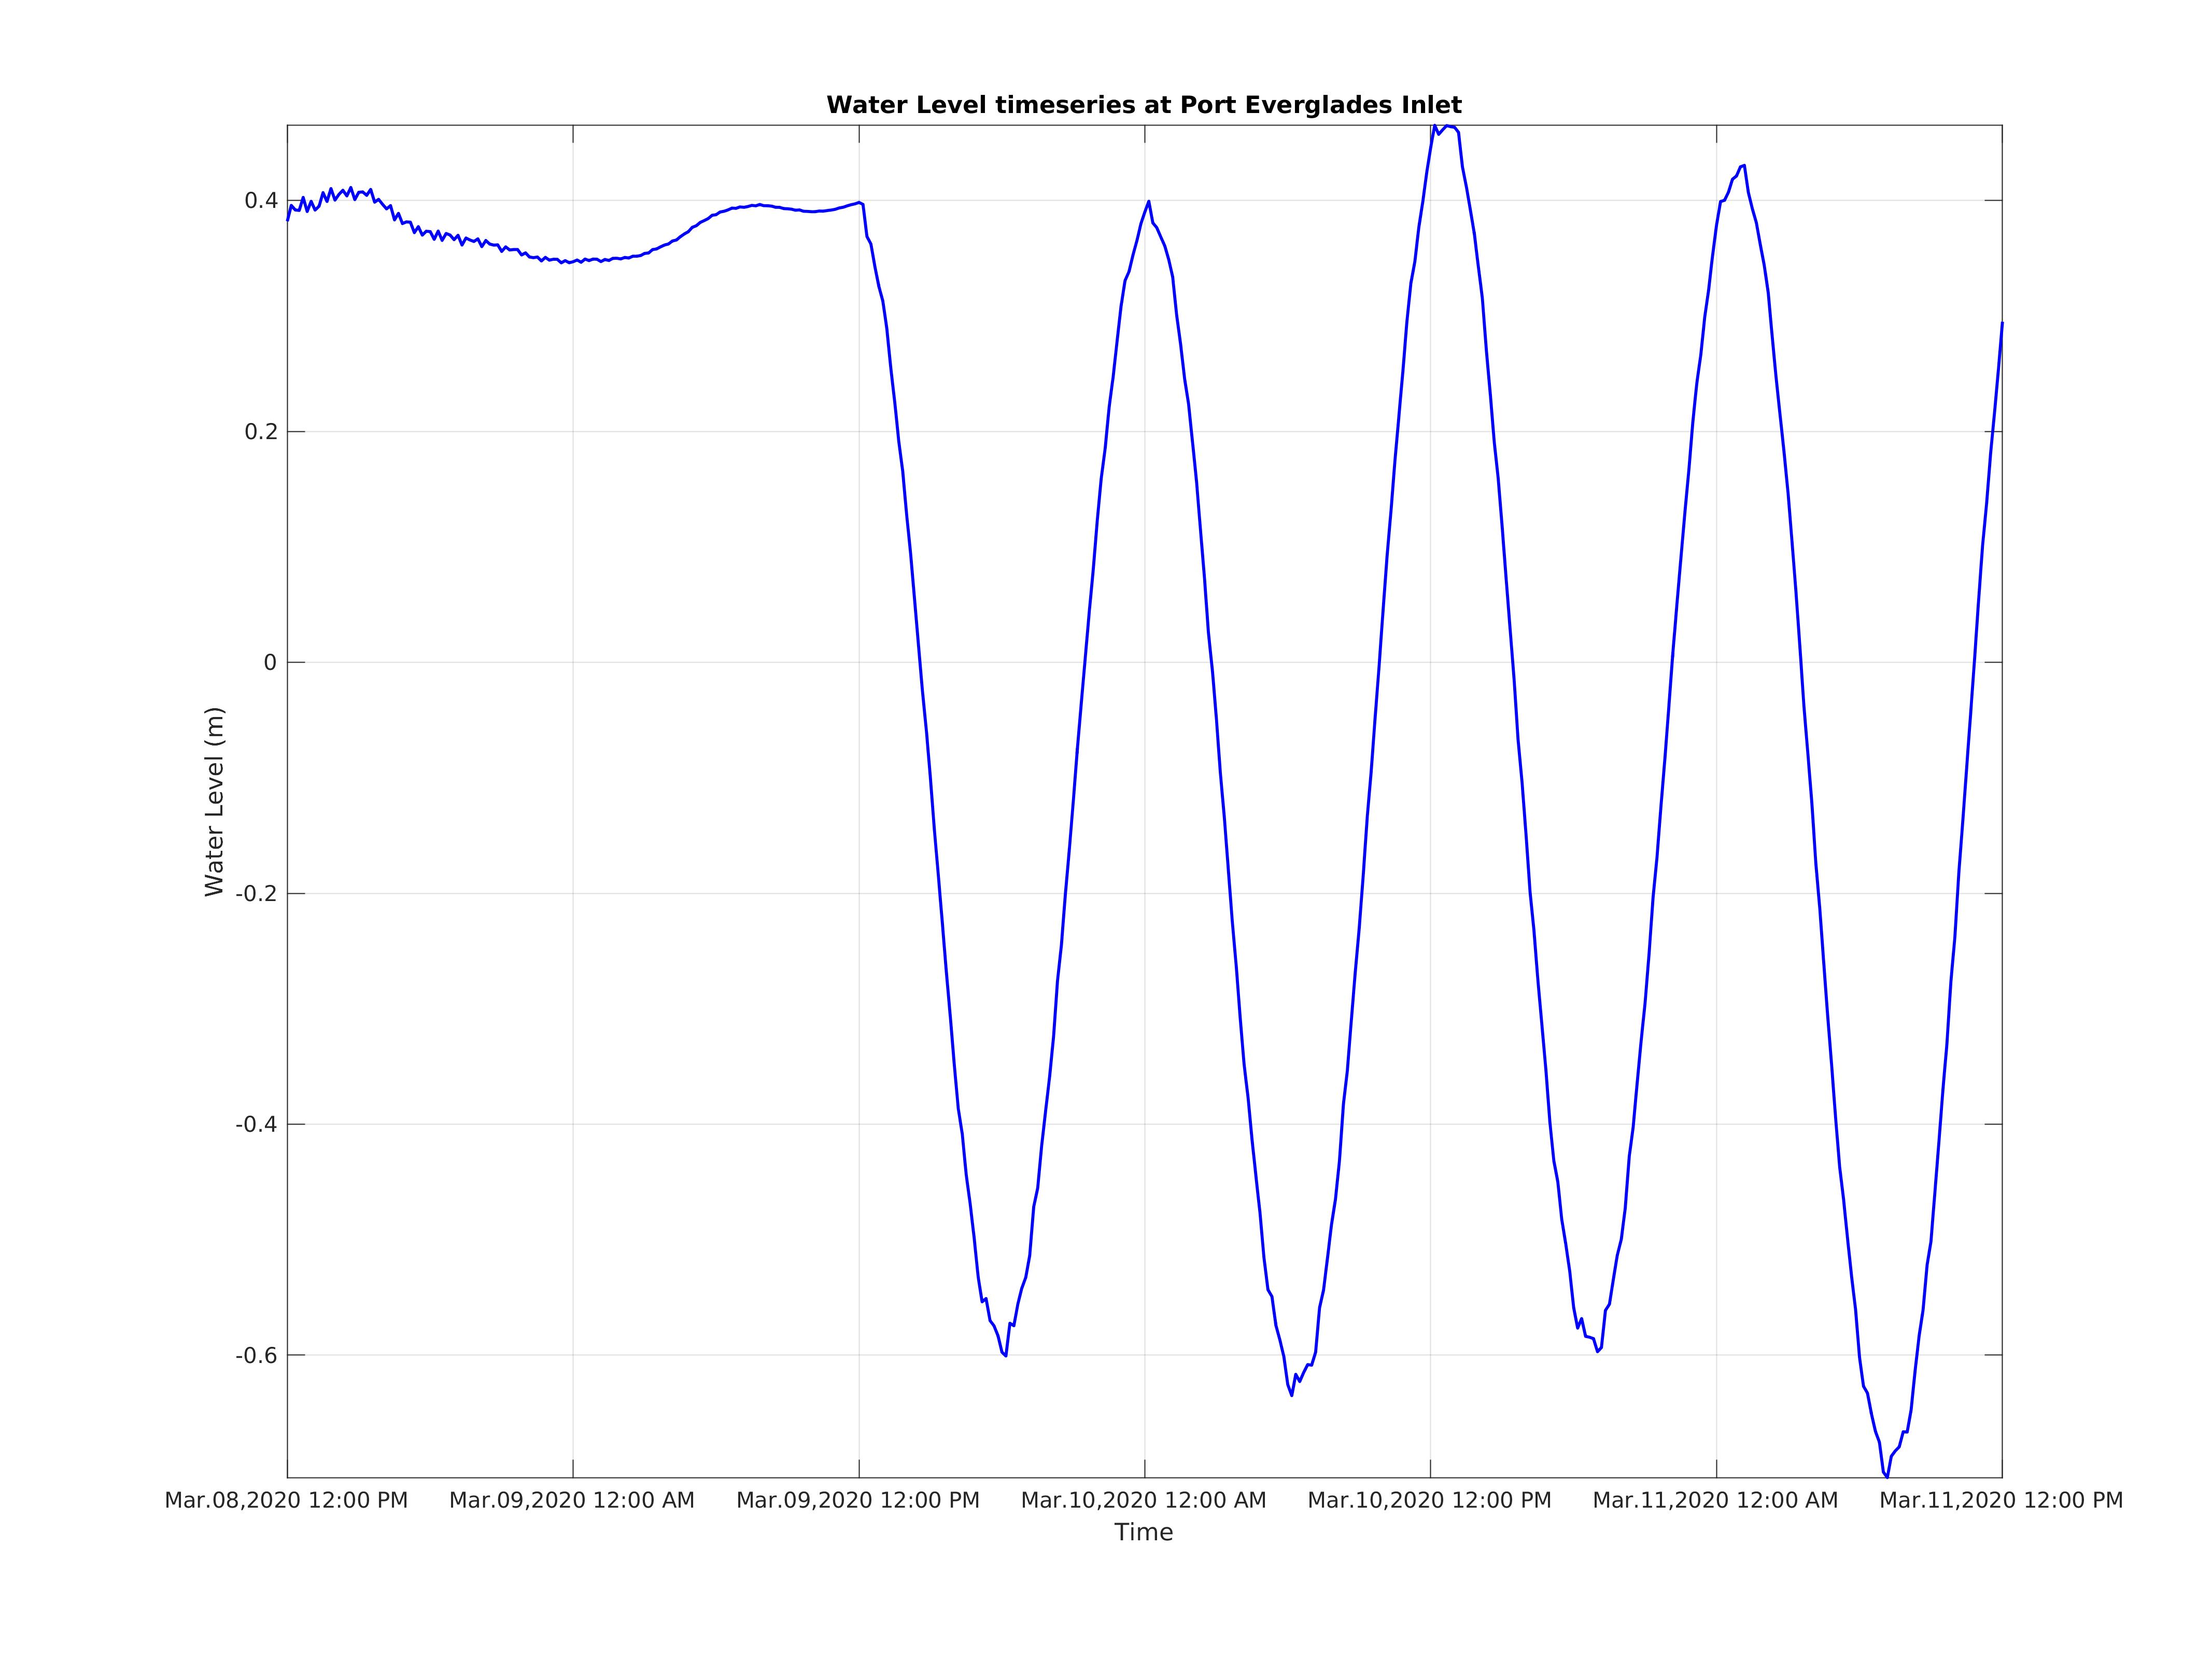 Water Level timeseries at Port Everglades Inlet
0.4
0.2
0
-0.2
-0.4
-0.6
Water Level (m)
Mar.08,2020 12:00 PM Mar.09,2020 12:00 AM Mar.09,2020 12:00 PM Mar.10,2020 12:00 AM Mar.10,2020 12:00 PM Mar.11,2020 12:00 AM Mar.11,2020 12:00 PM
Time